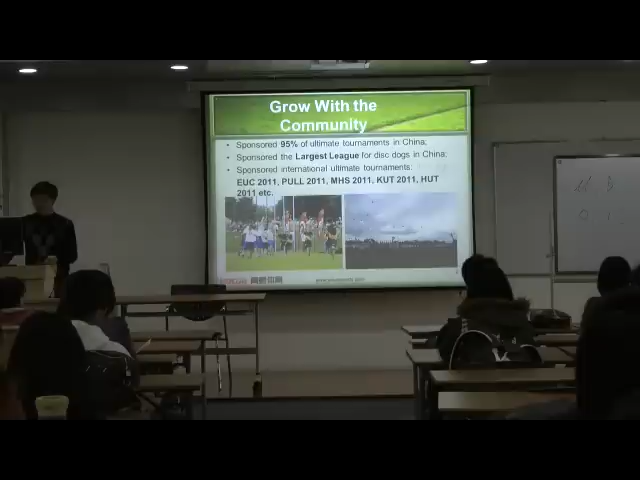 Grow With the
Community
• Sponsored 95% of ultimate tournaments in China;
• Sponsored the Largest League for disc dogs in China;
• Sponsored international ultimate tournaments:
EUC 2011, PULL 2011, MHS 2011, KUT 2011, HUT
2011 etc.